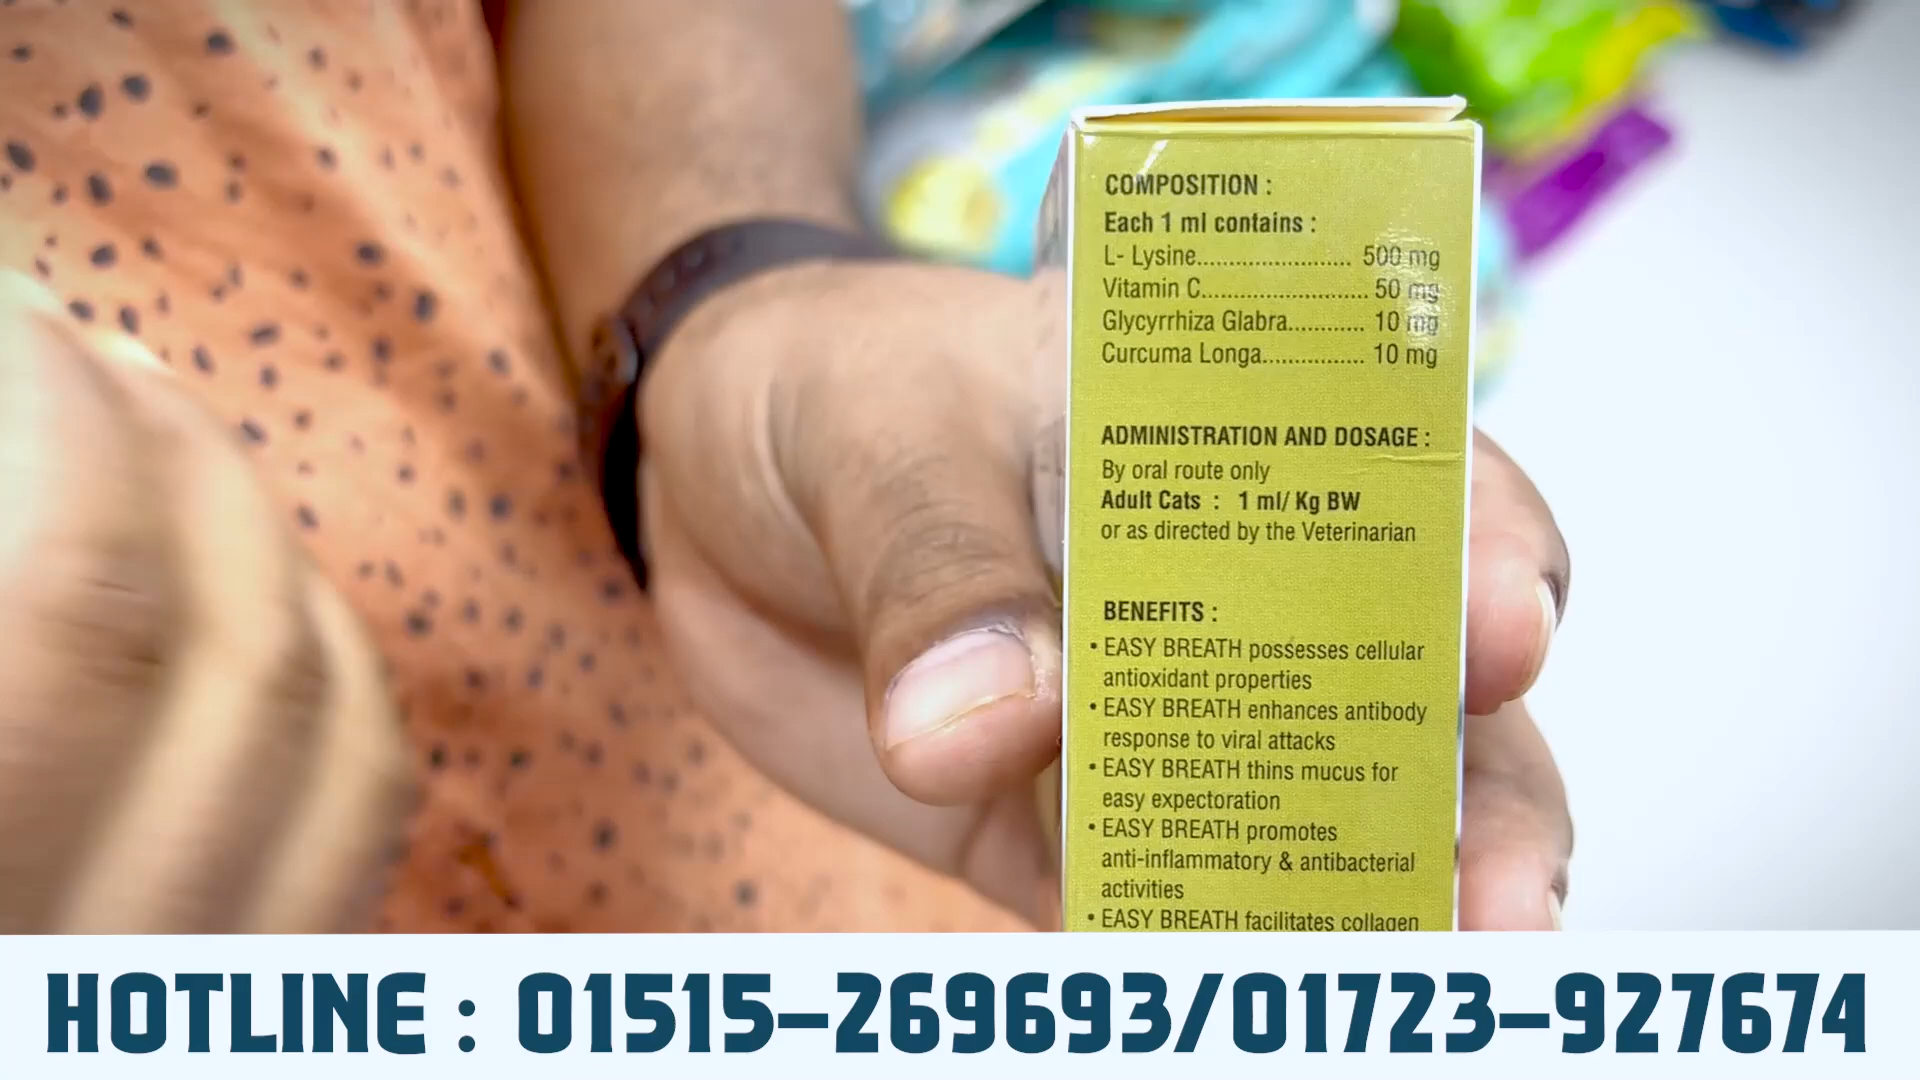 COMPOSITION :
Each 1 ml contains :
L- Lysine....................... 500 mg
Vitamin C......................... 50 mg
Glycyrrhiza Glabra............ 10 mg
Curcuma Longa................ 10 mg
ADMINISTRATION AND DOSAGE :
By oral route only
Adult Cats : 1 ml/ Kg BW
or as directed by the Veterinarian
BENEFITS :
• EASY BREATH possesses cellular
antioxidant properties
• EASY BREATH enhances antibody
response to viral attacks
• EASY BREATH thins mucus for
easy expectoration
• EASY BREATH promotes
anti-inflammatory & antibacterial
activities
• EASY BREATH facilitates collagen
HOTLINE : 01515-269693/01723-927674